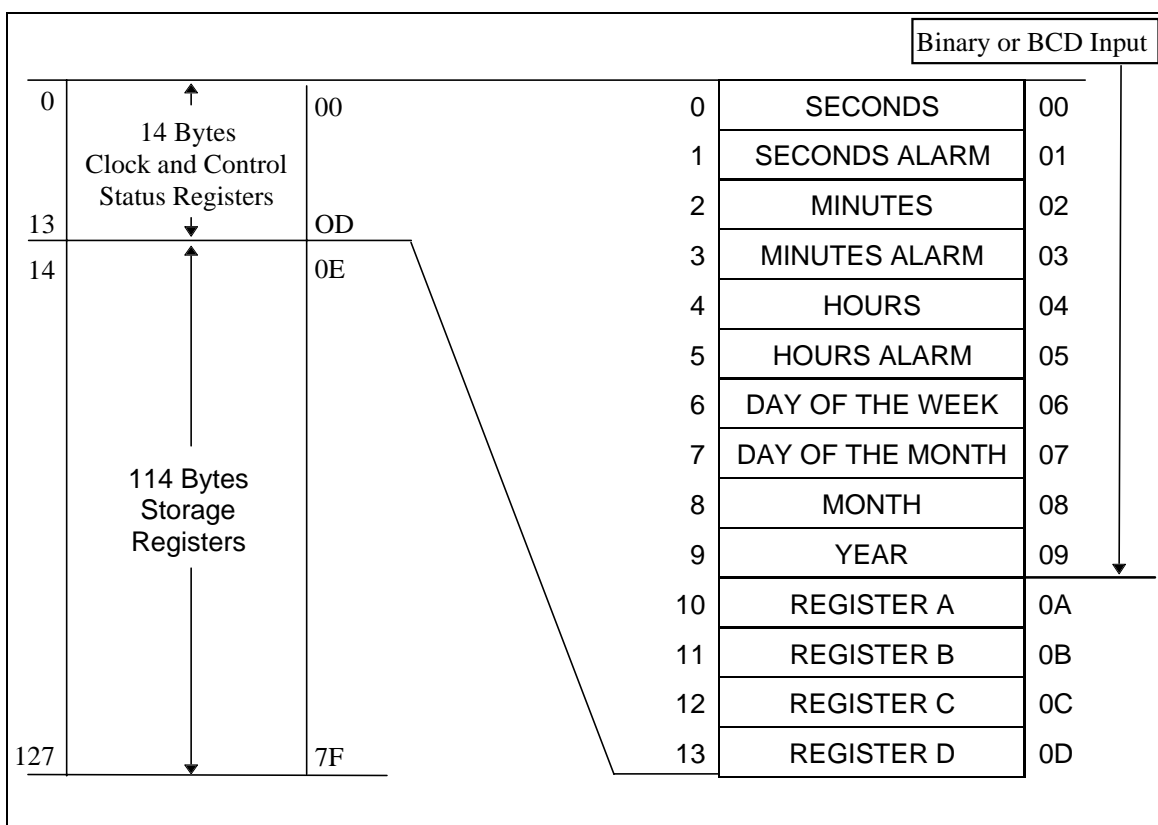 Binary or BCD Input
0
14 Bytes
Clock and Control
Status Registers
13
00
OD
14
0E
114 Bytes
Storage
Registers
127
7F
0 SECONDS 00
1 SECONDS ALARM 01
2 MINUTES 02
3 MINUTES ALARM 03
4 HOURS 04
5 HOURS ALARM 05
6 DAY OF THE WEEK 06
7 DAY OF THE MONTH 07
8 MONTH 08
9 YEAR 09
10 REGISTER A 0A
11 REGISTER B 0B
12 REGISTER C 0C
13 REGISTER D 0D